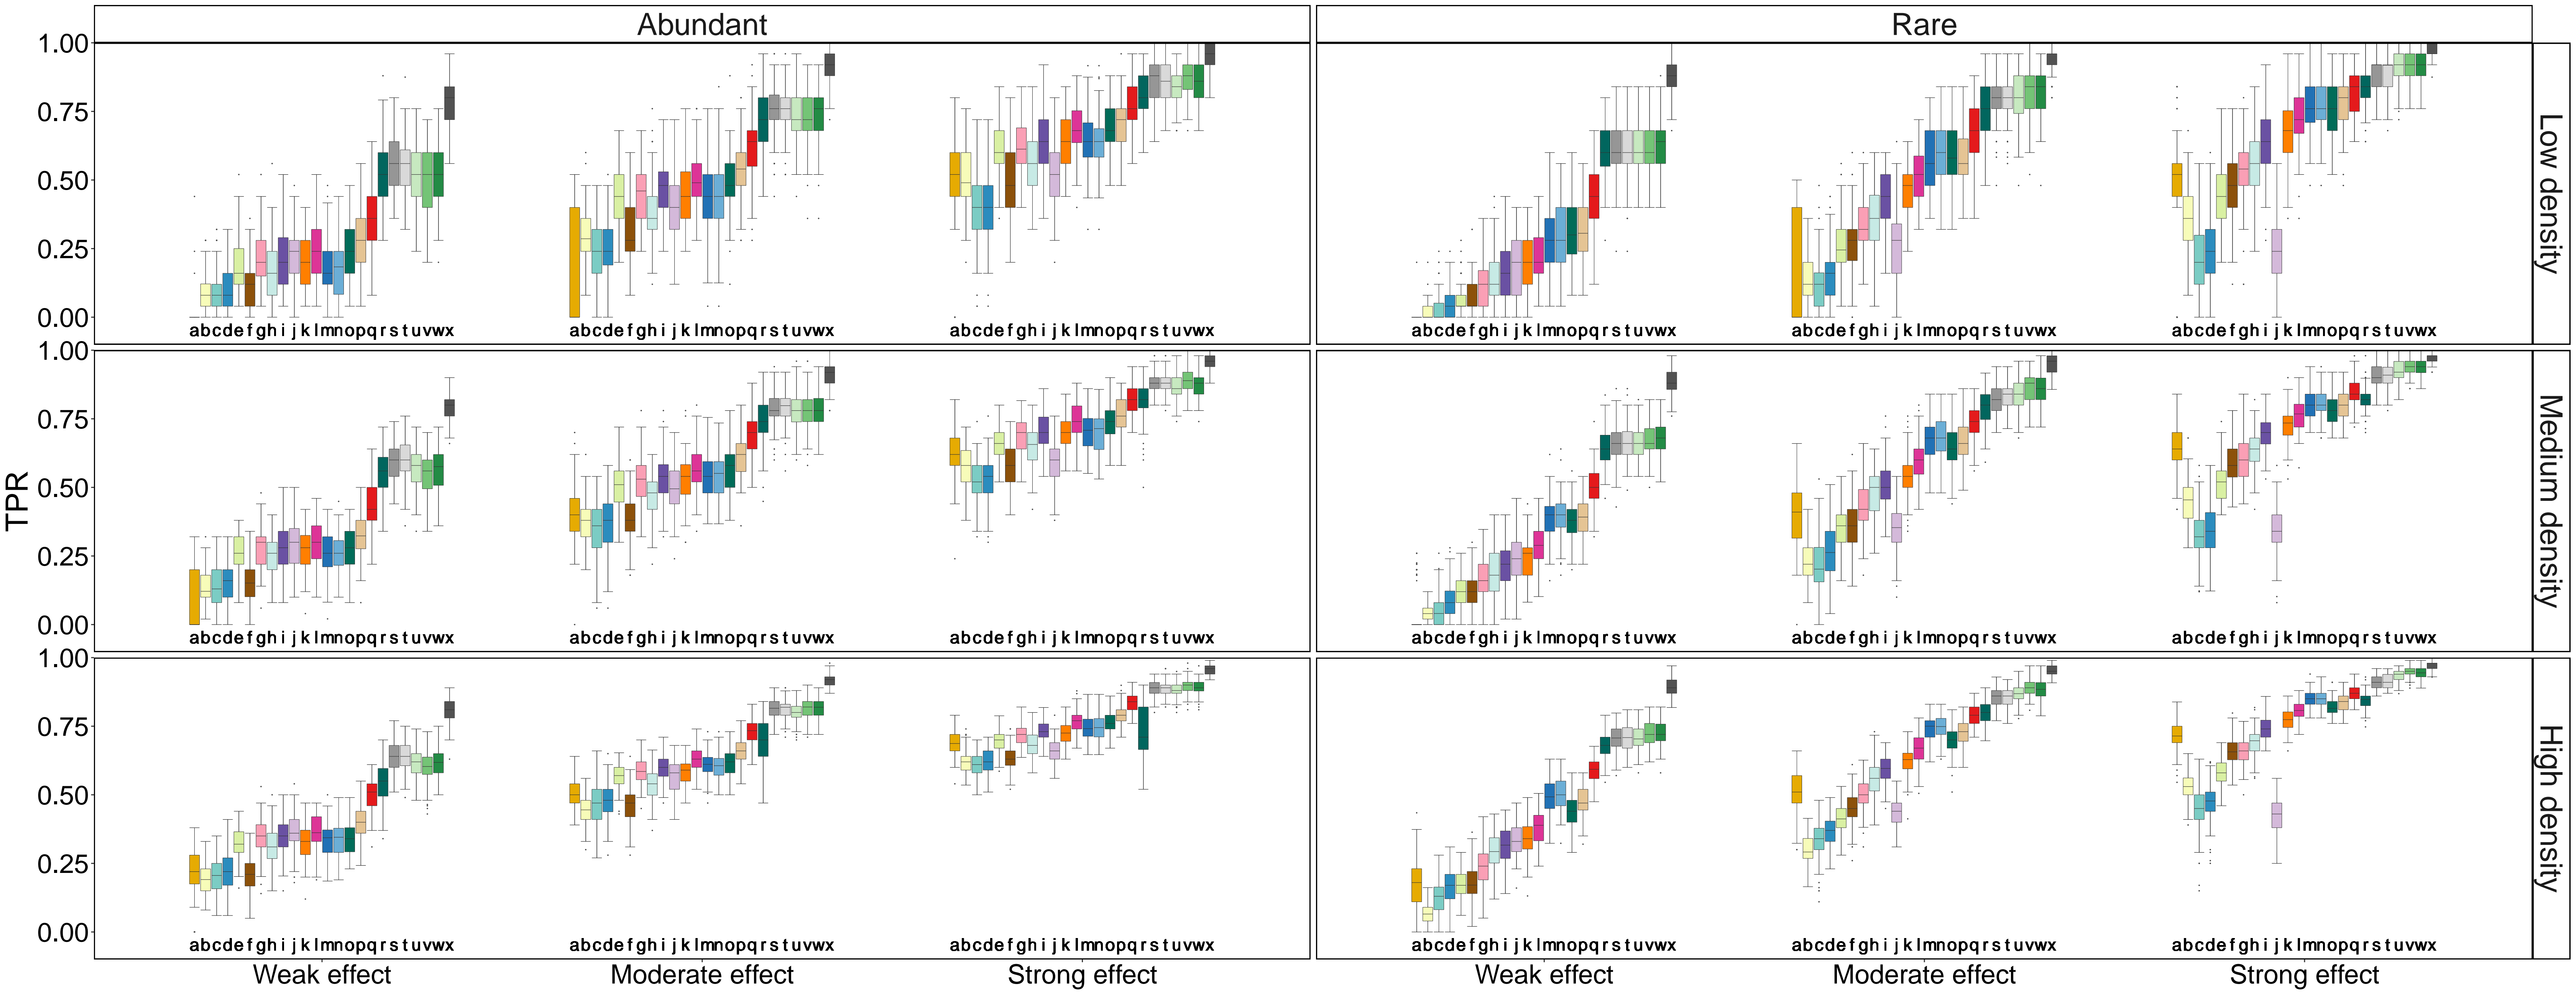 Abundant
Rare
1.00
0.75
0.50
0.25
0.00
abcdefghijklmnopqrstuvwx
abcdefghijklmnopqrstuvwx
abcdefghijklmnopqrstuvwx
abcdefghijklmnopqrstuvwx
abcdefghijklmnopqrstuvwx
abcdefghijklmnopqrstuvwx
Low density
1.00
0.75
0.50
0.25
0.00
abcdefghijklmnopqrstuvwx
abcdefghijklmnopqrstuvwx
abcdefghijklmnopqrstuvwx
abcdefghijklmnopqrstuvwx
abcdefghijklmnopqrstuvwx
abcdefghijklmnopqrstuvwx
Medium density
TPR
1.00
0.75
0.50
0.25
0.00
abcdefghijklmnopqrstuvwx
abcdefghijklmnopqrstuvwx
abcdefghijklmnopqrstuvwx
abcdefghijklmnopqrstuvwx
abcdefghijklmnopqrstuvwx
abcdefghijklmnopqrstuvwx
High density
Weak effect
Moderate effect
Strong effect
Weak effect
Moderate effect
Strong effect